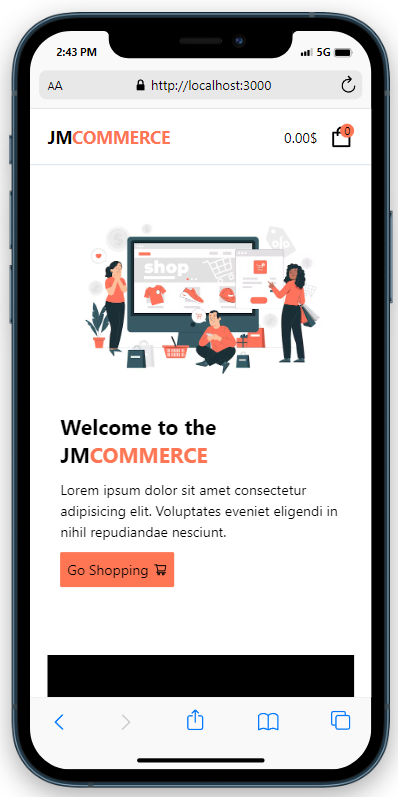 2:43 PM 5G
AA http://localhost:3000
JMCOMMERCE 0.00$ 0
shop
Welcome to the
JMCOMMERCE
Lorem ipsum dolor sit amet consectetur
adipisicing elit. Voluptates eveniet eligendi in
nihil repudiandae nesciunt.
Go Shopping